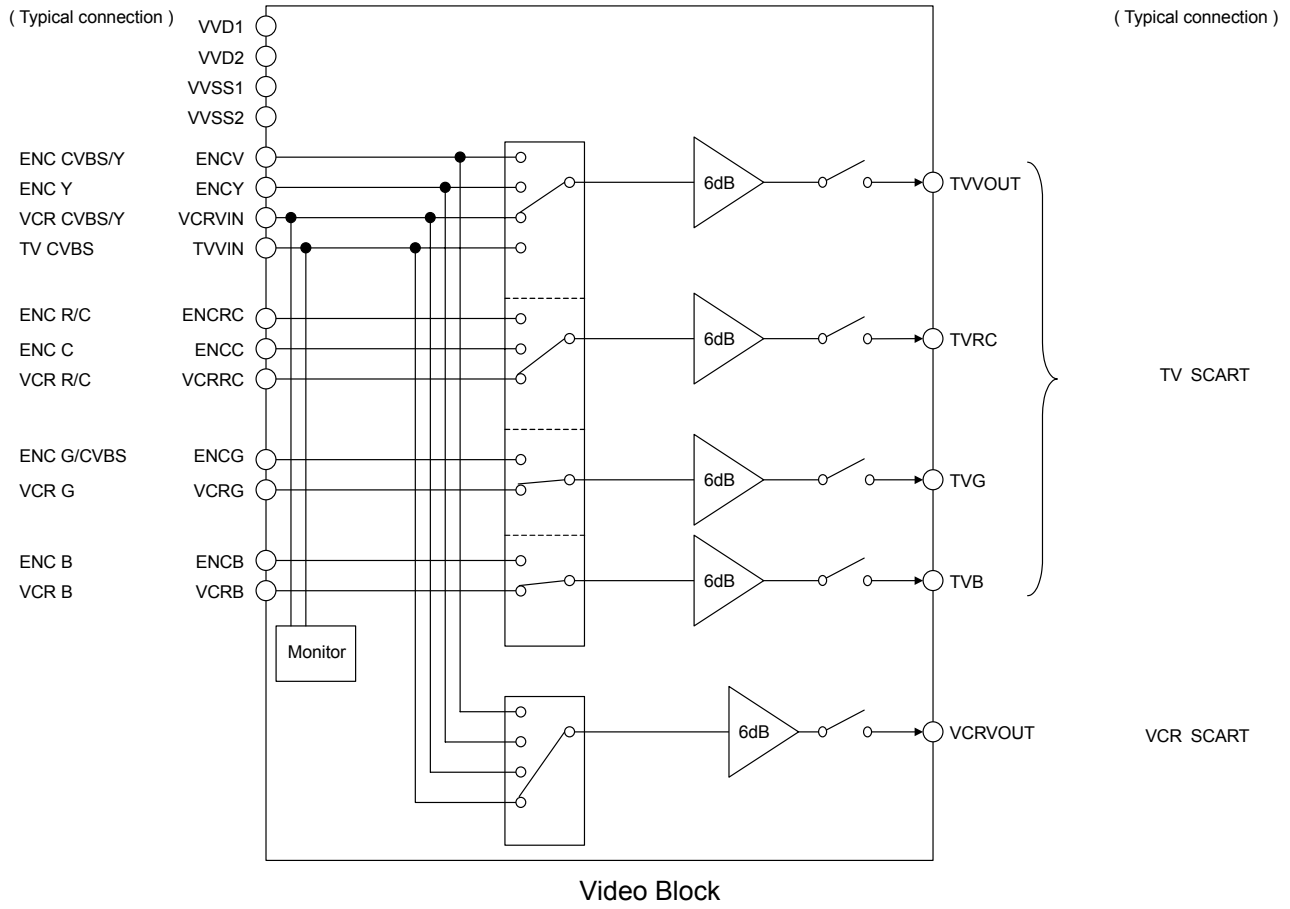 ( Typical connection )
( Typical connection )
VVD1
VVD2
VVSS1
VVSS2
ENC CVBS/Y ENCV
ENC Y ENCY
VCR CVBS/Y VCRVIN
TV CVBS TVVIN
6dB TVVOUT
ENC R/C ENCRC
ENC C ENCC
VCR R/C VCRRC
6dB TVRC
TV SCART
ENC G/CVBS ENCG
VCR G VCRG
6dB TVG
ENC B ENCB
VCR B VCRB
6dB TVB
Monitor
6dB VCRVOUT VCR SCART
Video Block